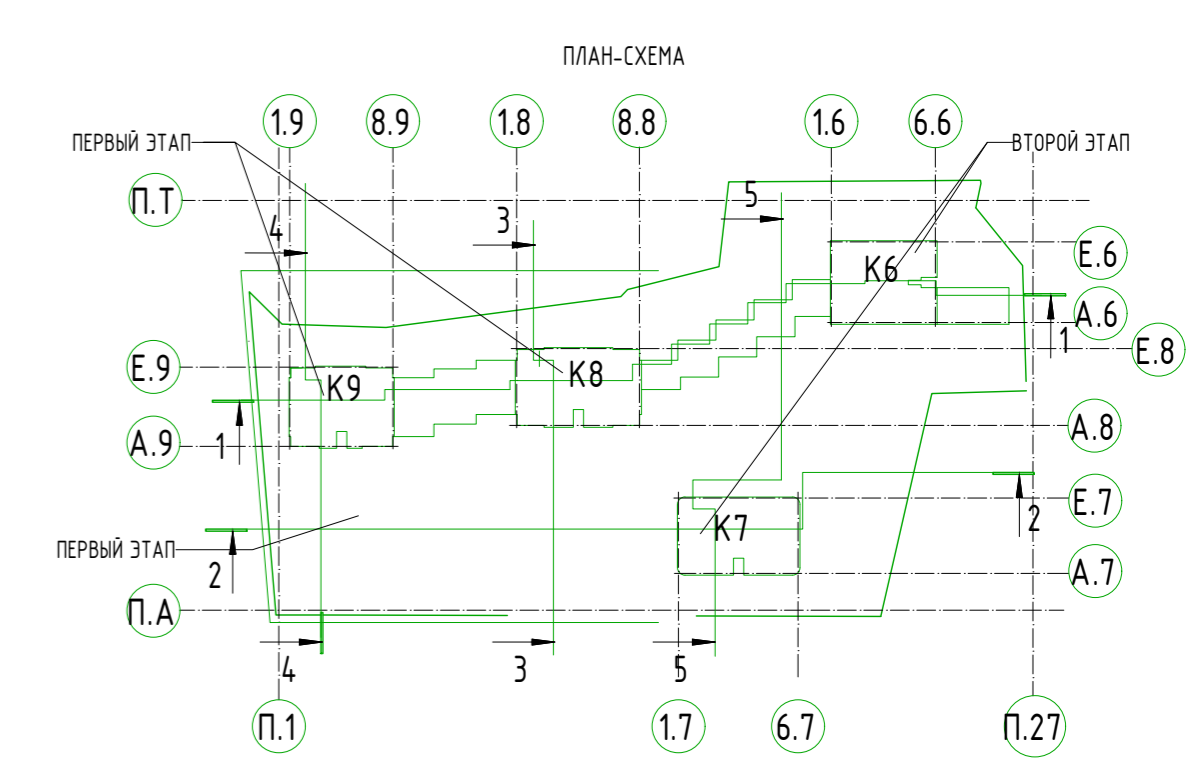 ПЛАН-СХЕМА
1.9
8.9
1.8
8.8
1.6
6.6
ПЕРВЫЙ ЭТАП
ВТОРОЙ ЭТАП
П.Т
4
3
5
Е.6
К6
А.6
1
Е.8
Е.9
К9
К8
А.9
1
А.8
Е.7
К7
2
ПЕРВЫЙ ЭТАП
2
А.7
П.А
4
3
5
П.1
1.7
6.7
П.27